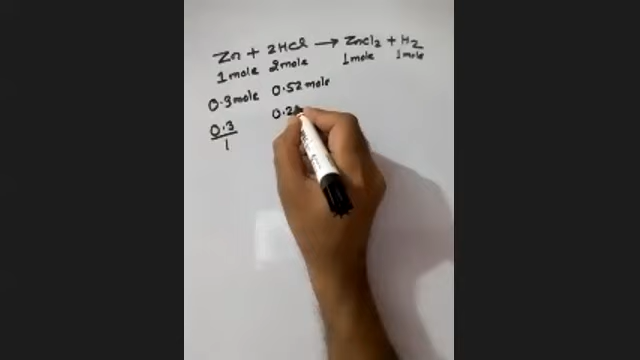 Zn + 2HCl → ZnCl2 + H2
1mole 2mole 1mole 1mole
0.3mole 0.52mole
0.3
1